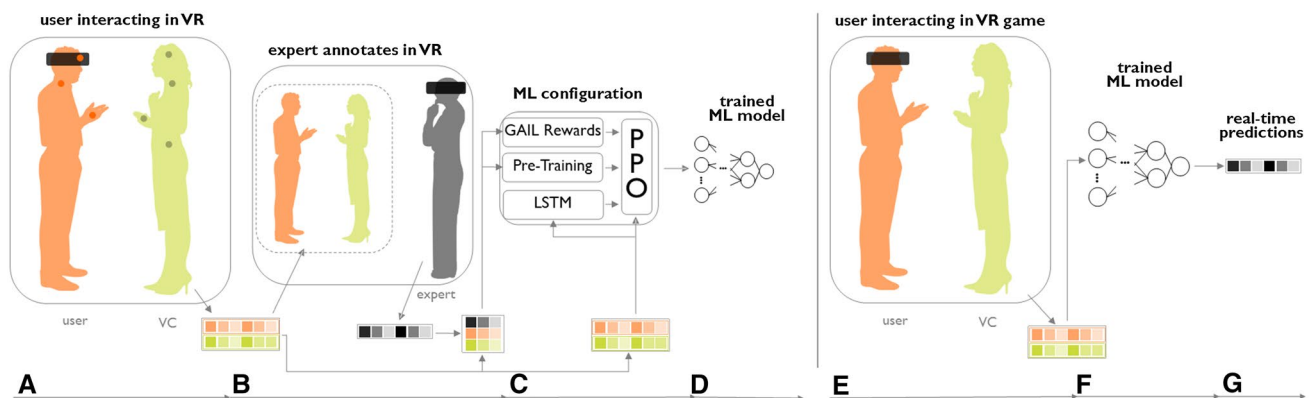 user interacting in VR
expert annotates in VR
ML configuration
GAIL Rewards
Pre-Training
LSTM
P
P
O
trained
ML model
user
VC
expert
A
B
C
D
user interacting in VR game
trained
ML model
real-time
predictions
user
VC
E
F
G